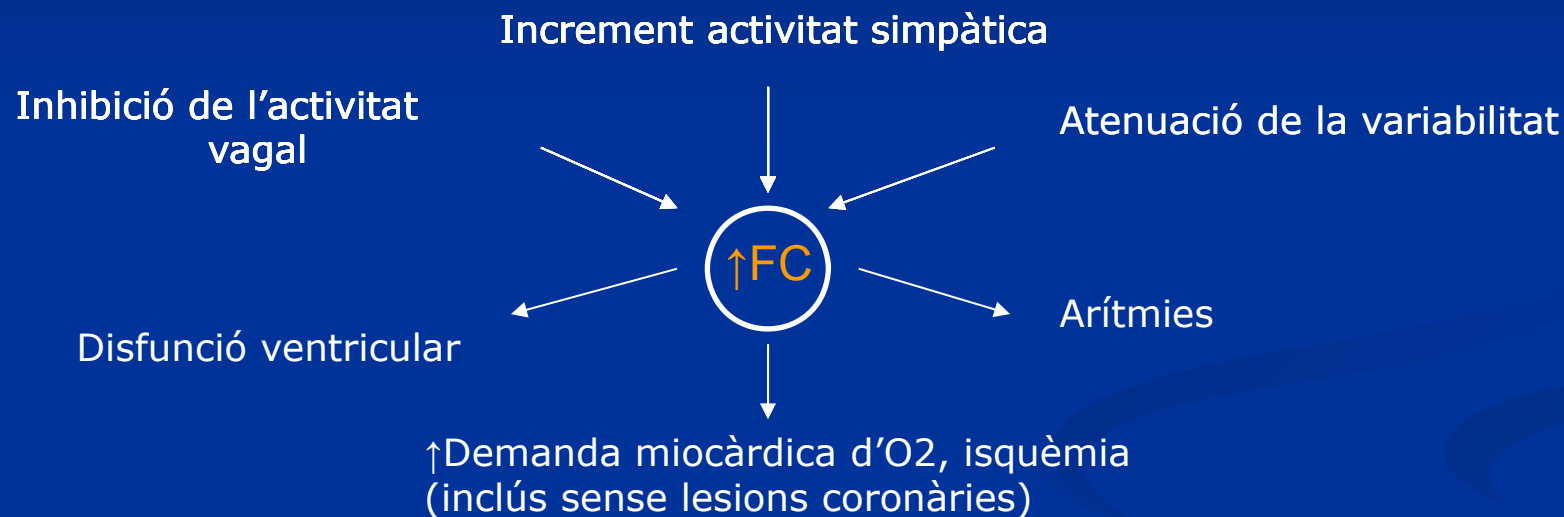 Increment activitat simpàtica
Inhibició de l’activitat
vagal
Atenuació de la variabilitat
↑FC
Arítmies
Disfunció ventricular
↑Demanda miocàrdica d’O2, isquèmia
(inclús sense lesions coronàries)